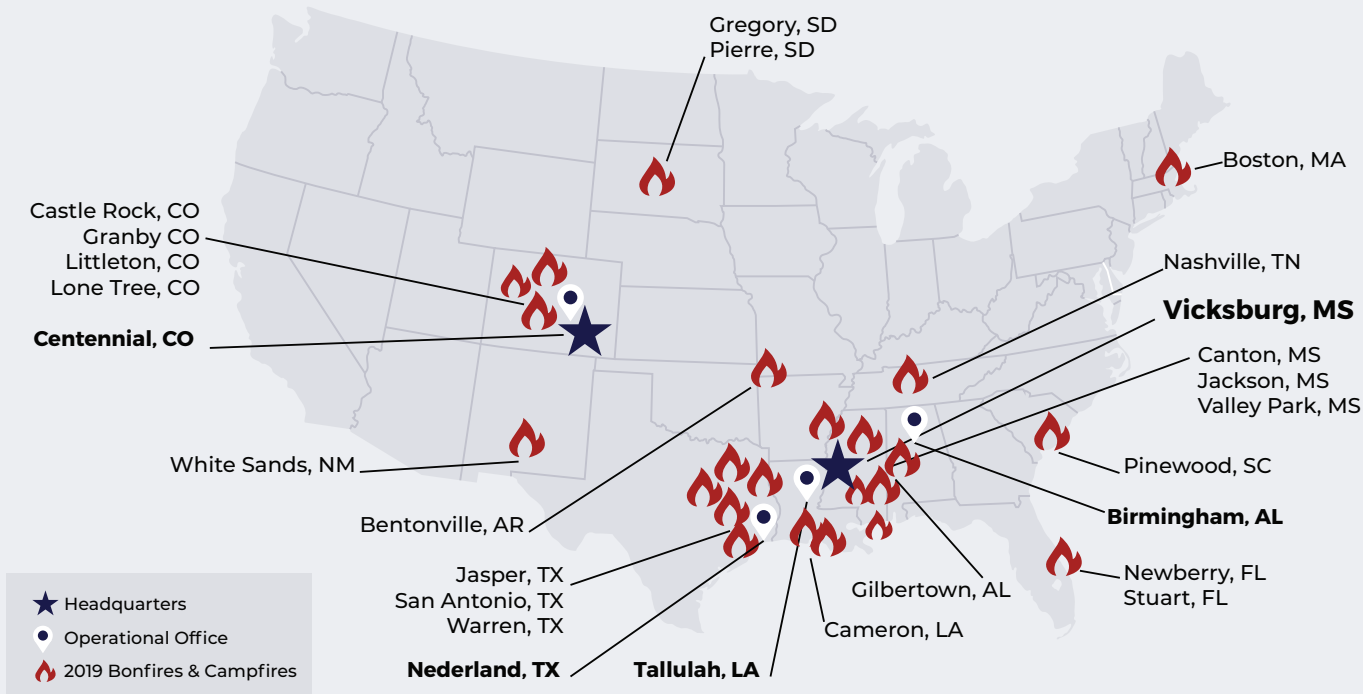 Gregory, SD
Pierre, SD
Boston, MA
Castle Rock, CO
Granby CO
Littleton, CO
Lone Tree, CO
Centennial, CO
Nashville, TN
Vicksburg, MS
Canton, MS
Jackson, MS
Valley Park, MS
White Sands, NM
Pinewood, SC
Bentonville, AR
Birmingham, AL
Jasper, TX
San Antonio, TX
Warren, TX
Gilbertown, AL
Newberry, FL
Stuart, FL
Cameron, LA
Nederland, TX
Tallulah, LA
Headquarters
Operational Office
2019 Bonfires & Campfires